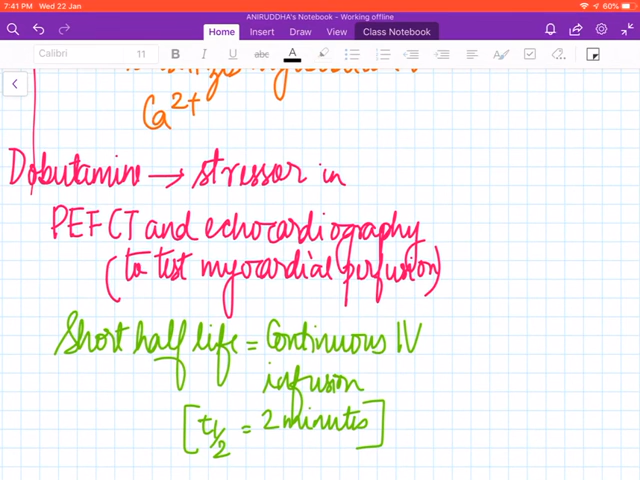 7:41 PM Wed 22 Jan
60%
ANIRUDDHA's Notebook - Working offline
Home Insert Draw View Class Notebook
Calibri 11 B I U abc A
Ca2+
Dobutamine → stressor in
PEFCT and echocardiography
(to test myocardial perfusion)
Short half life = Continuous IV
infusion
[t1/2 = 2 minutes]